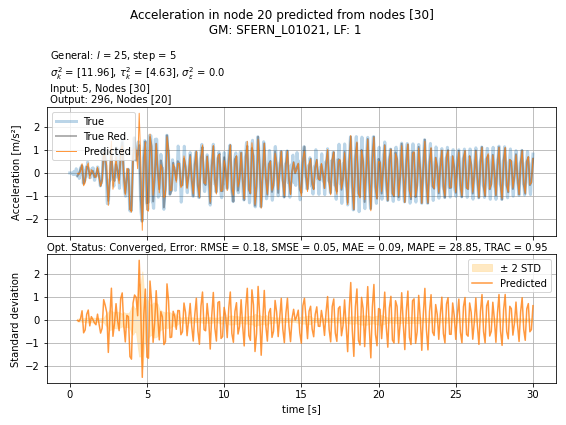 Acceleration in node 20 predicted from nodes [30]
GM: SFERN_L01021, LF: 1
General: l = 25, step = 5
σ²ₖ = [11.96], τ²ₖ = [4.63], σ²ε = 0.0
Input: 5, Nodes [30]
Output: 296, Nodes [20]
True
True Red.
Predicted
Acceleration [m/s²]
2
1
0
−1
−2
Opt. Status: Converged, Error: RMSE = 0.18, SMSE = 0.05, MAE = 0.09, MAPE = 28.85, TRAC = 0.95
± 2 STD
Predicted
Standard deviation
2
1
0
−1
−2
0 5 10 15 20 25 30
time [s]